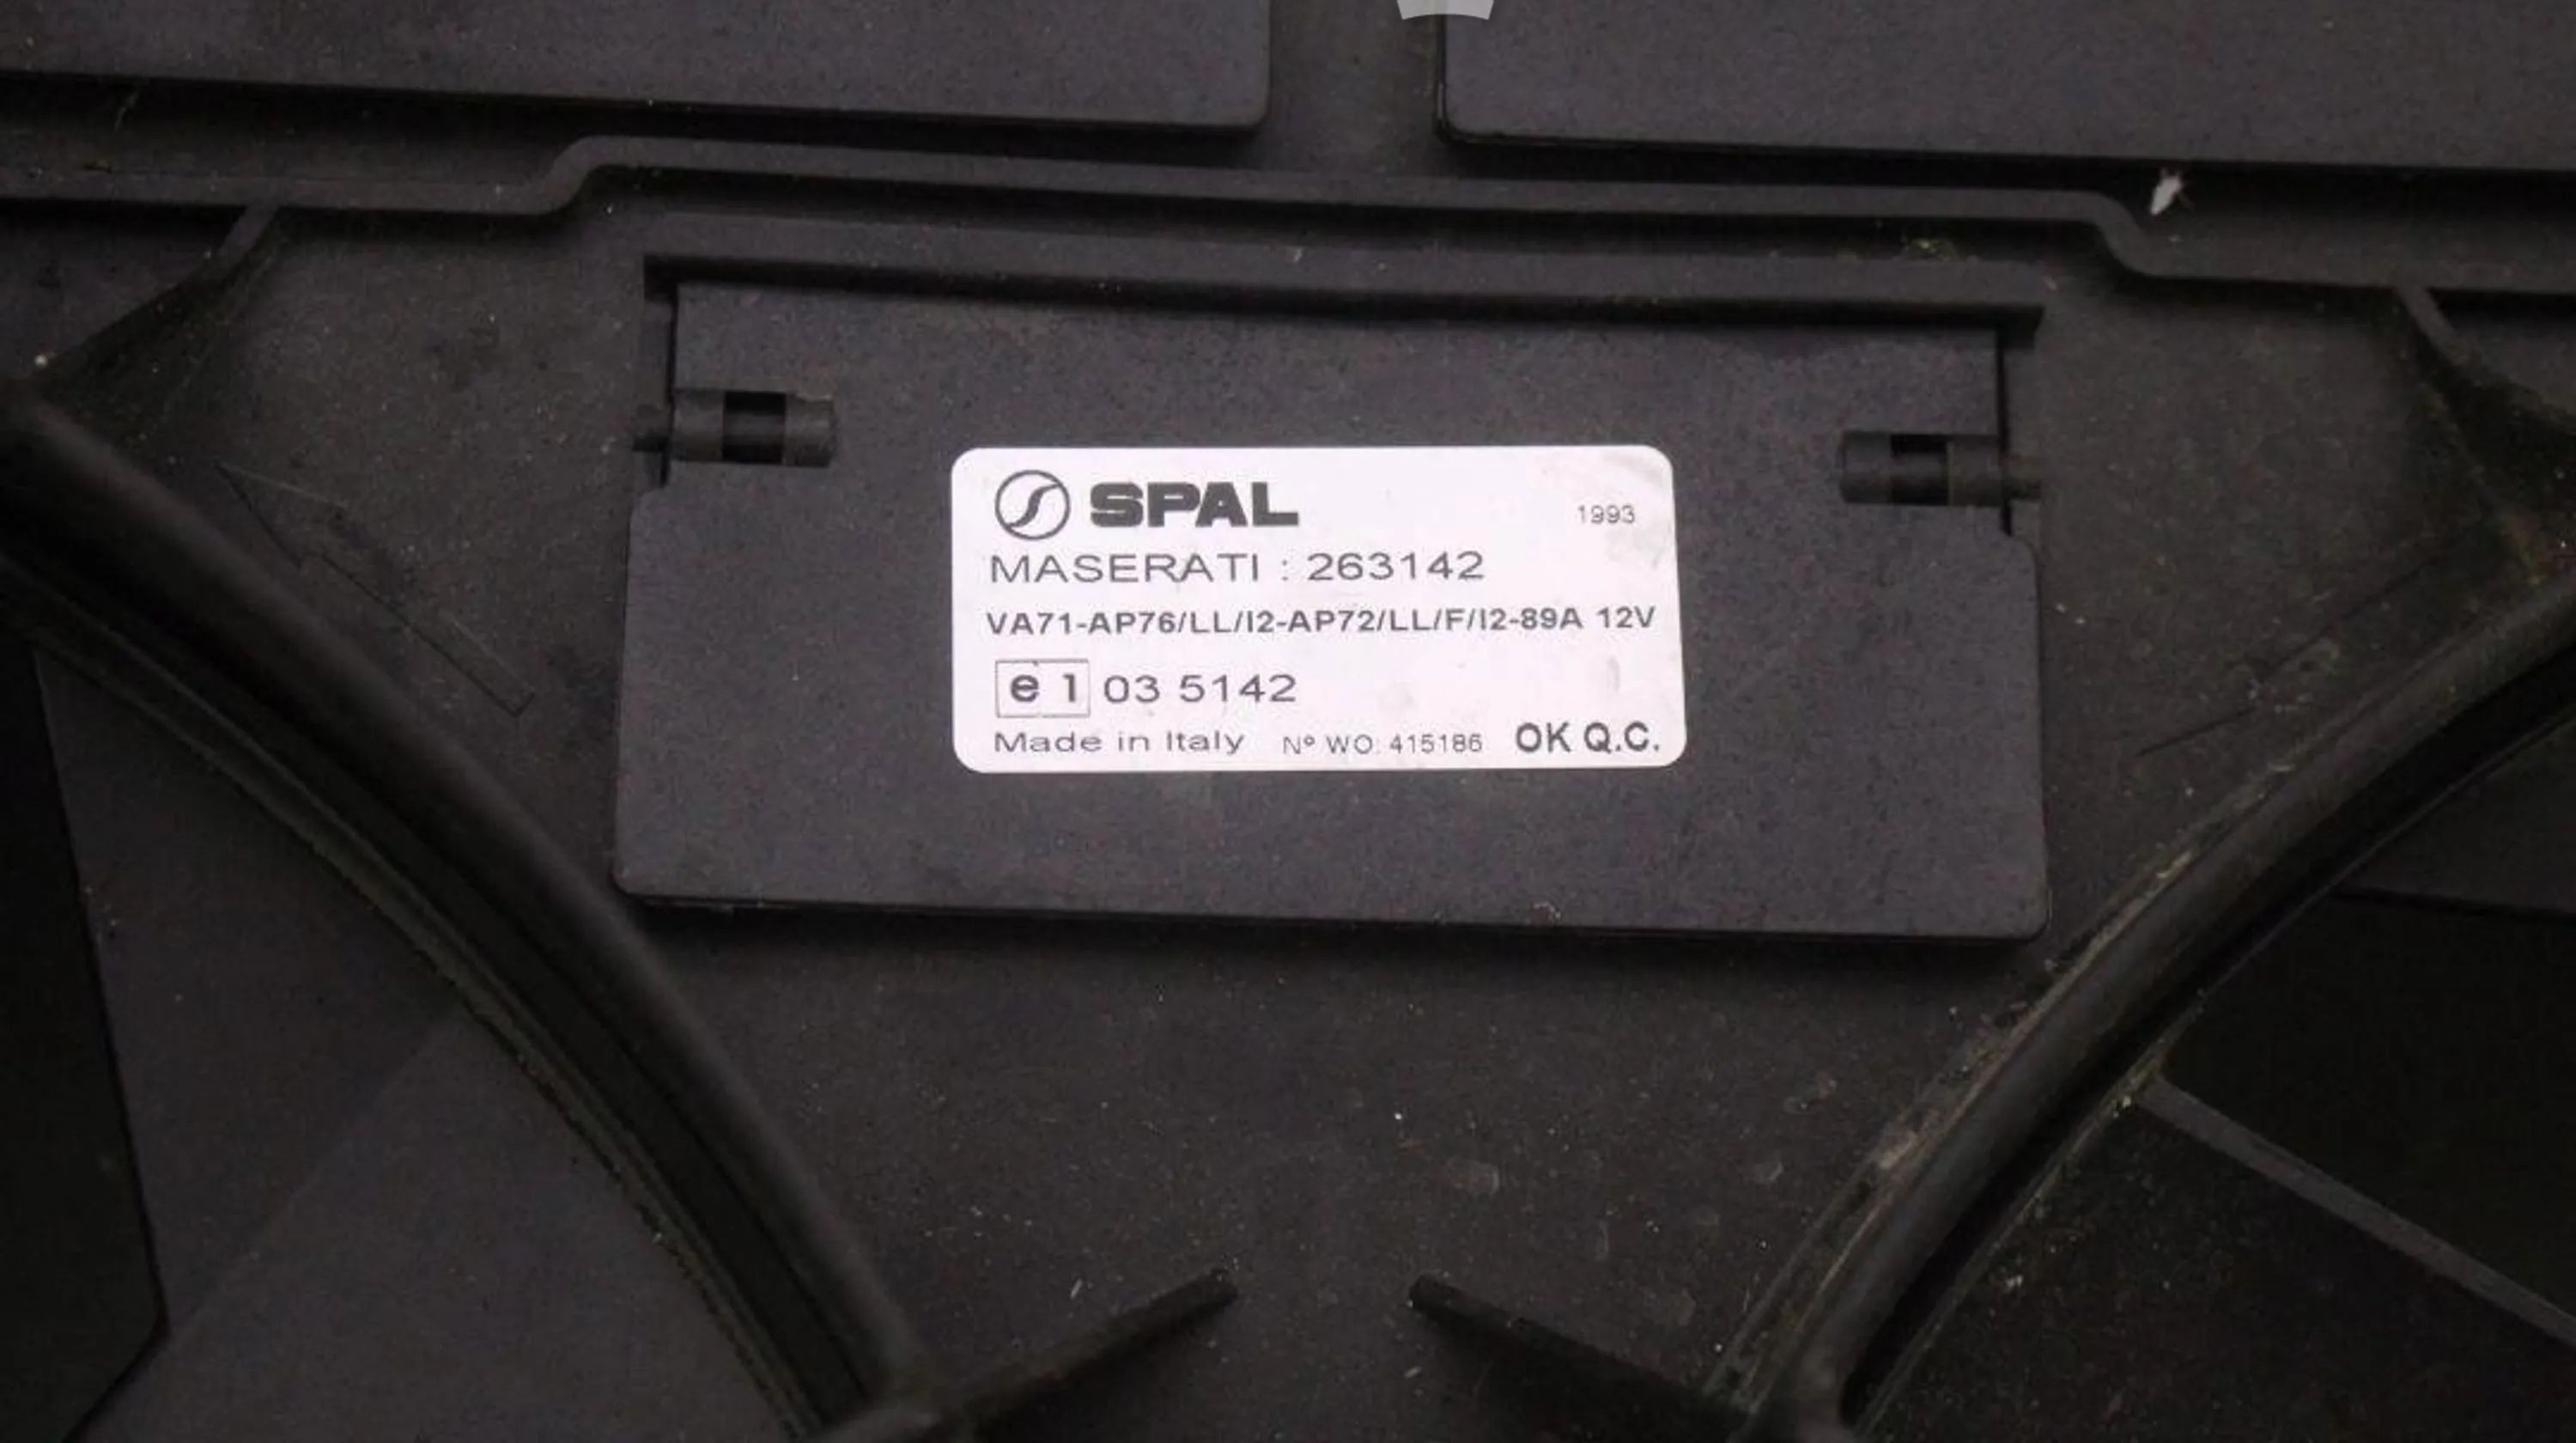 SPAL
1993
MASERATI : 263142
VA71-AP76/LL/I2-AP72/LL/F/I2-89A 12V
e 1 03 5142
Made in Italy Nº WO: 415186 OK Q.C.